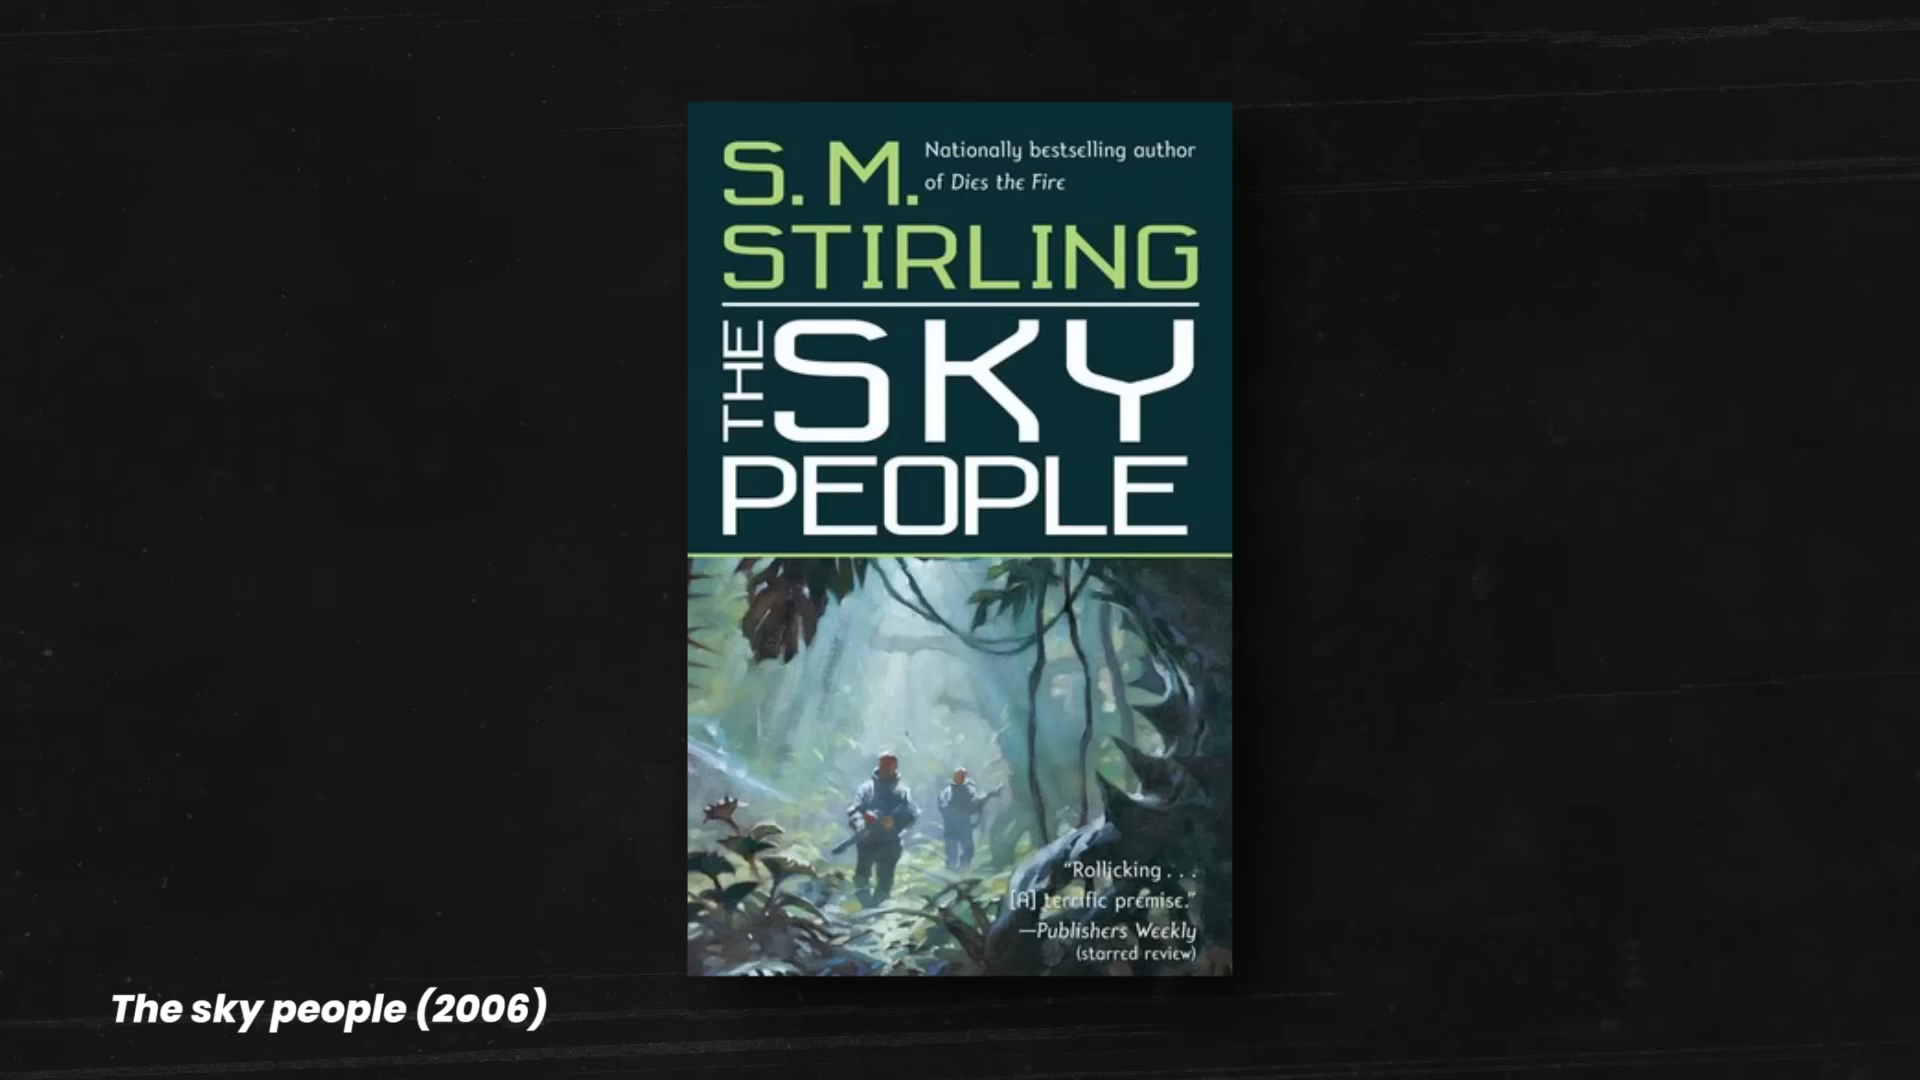 S. M.
Nationally bestselling author
of Dies the Fire
STIRLING
THE SKY
PEOPLE
“Rollicking . . .
[A] terrific premise.”
—Publishers Weekly
(starred review)
The sky people (2006)